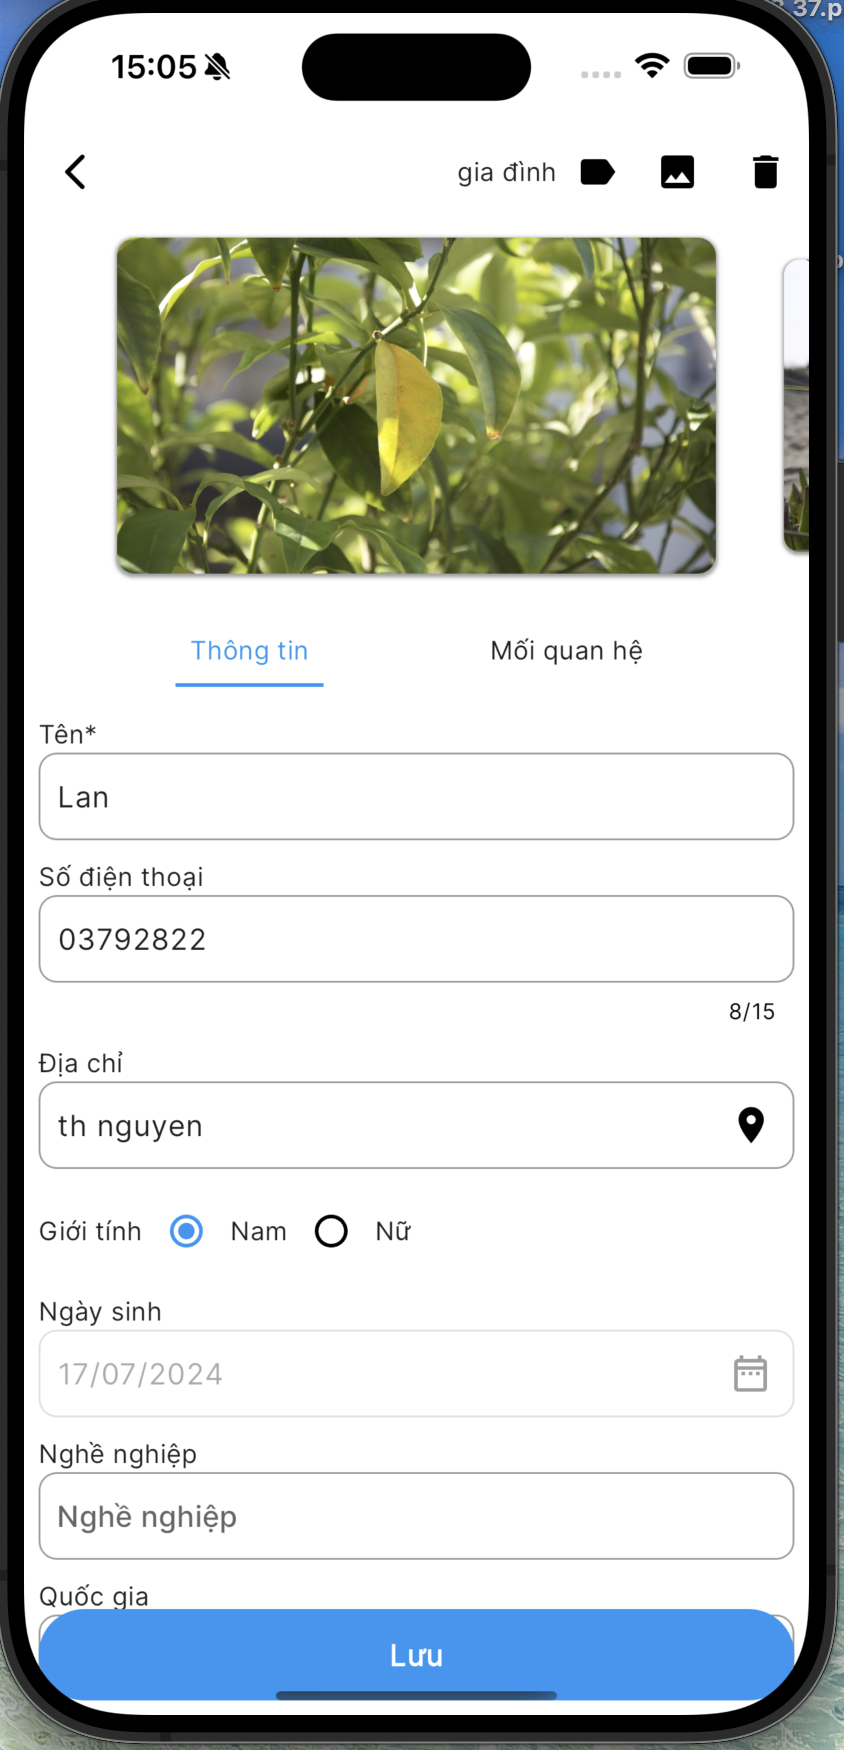 37.p
15:05
gia đình
Thông tin
Mối quan hệ
Tên*
Lan
Số điện thoại
03792822
8/15
Địa chỉ
th nguyen
Giới tính Nam Nữ
Ngày sinh
17/07/2024
Nghề nghiệp
Nghề nghiệp
Quốc gia
Lưu